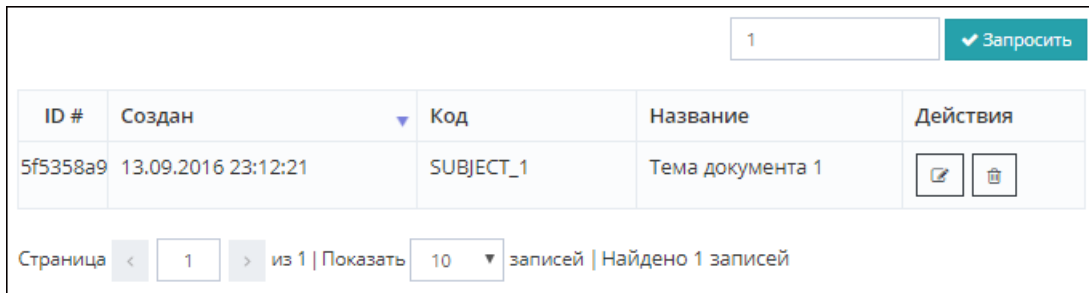 1 Запросить
ID # Создан Код Название Действия
5f5358a9 13.09.2016 23:12:21 SUBJECT_1 Тема документа 1
Страница < 1 > из 1 | Показать 10 записей | Найдено 1 записей